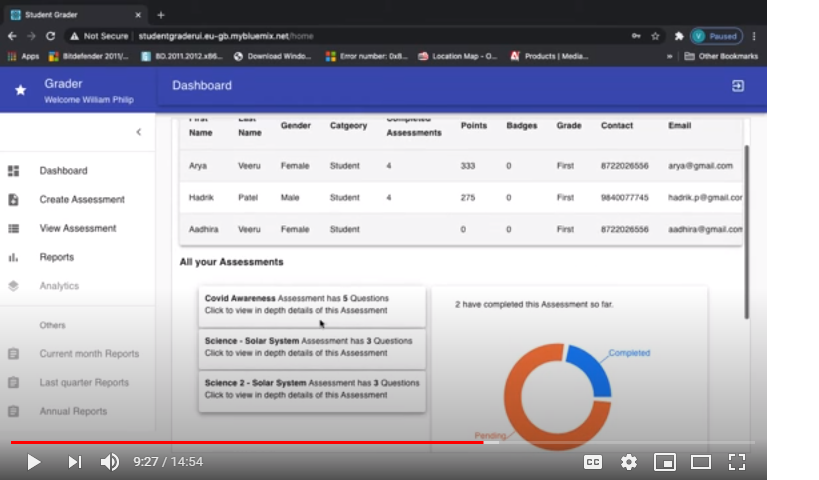 Student Grader
Not Secure | studentgraderui.eu-gb.mybluemix.net/home
Paused
Apps Bitdefender 2011/... BD.2011.2012.x86... Download Windo... Error number: 0x8... Location Map - O... Products | Media... » Other Bookmarks
Grader
Welcome William Philip
Dashboard
Dashboard
Create Assessment
View Assessment
Reports
Analytics
Others
Current month Reports
Last quarter Reports
Annual Reports
First Name Last Name Gender Catgeory Completed Assessments Points Badges Grade Contact Email
Arya Veeru Female Student 4 333 0 First 8722026556 arya@gmail.com
Hadrik Patel Male Student 4 275 0 First 9840077745 hadrik.p@gmail.cor
Aadhira Veeru Female Student 0 0 First 8722026556 aadhira@gmail.com
All your Assessments
Covid Awareness Assessment has 5 Questions
Click to view in depth details of this Assessment
Science - Solar System Assessment has 3 Questions
Click to view in depth details of this Assessment
Science 2 - Solar System Assessment has 3 Questions
Click to view in depth details of this Assessment
2 have completed this Assessment so far.
Completed
Pending
9:27 / 14:54
CC